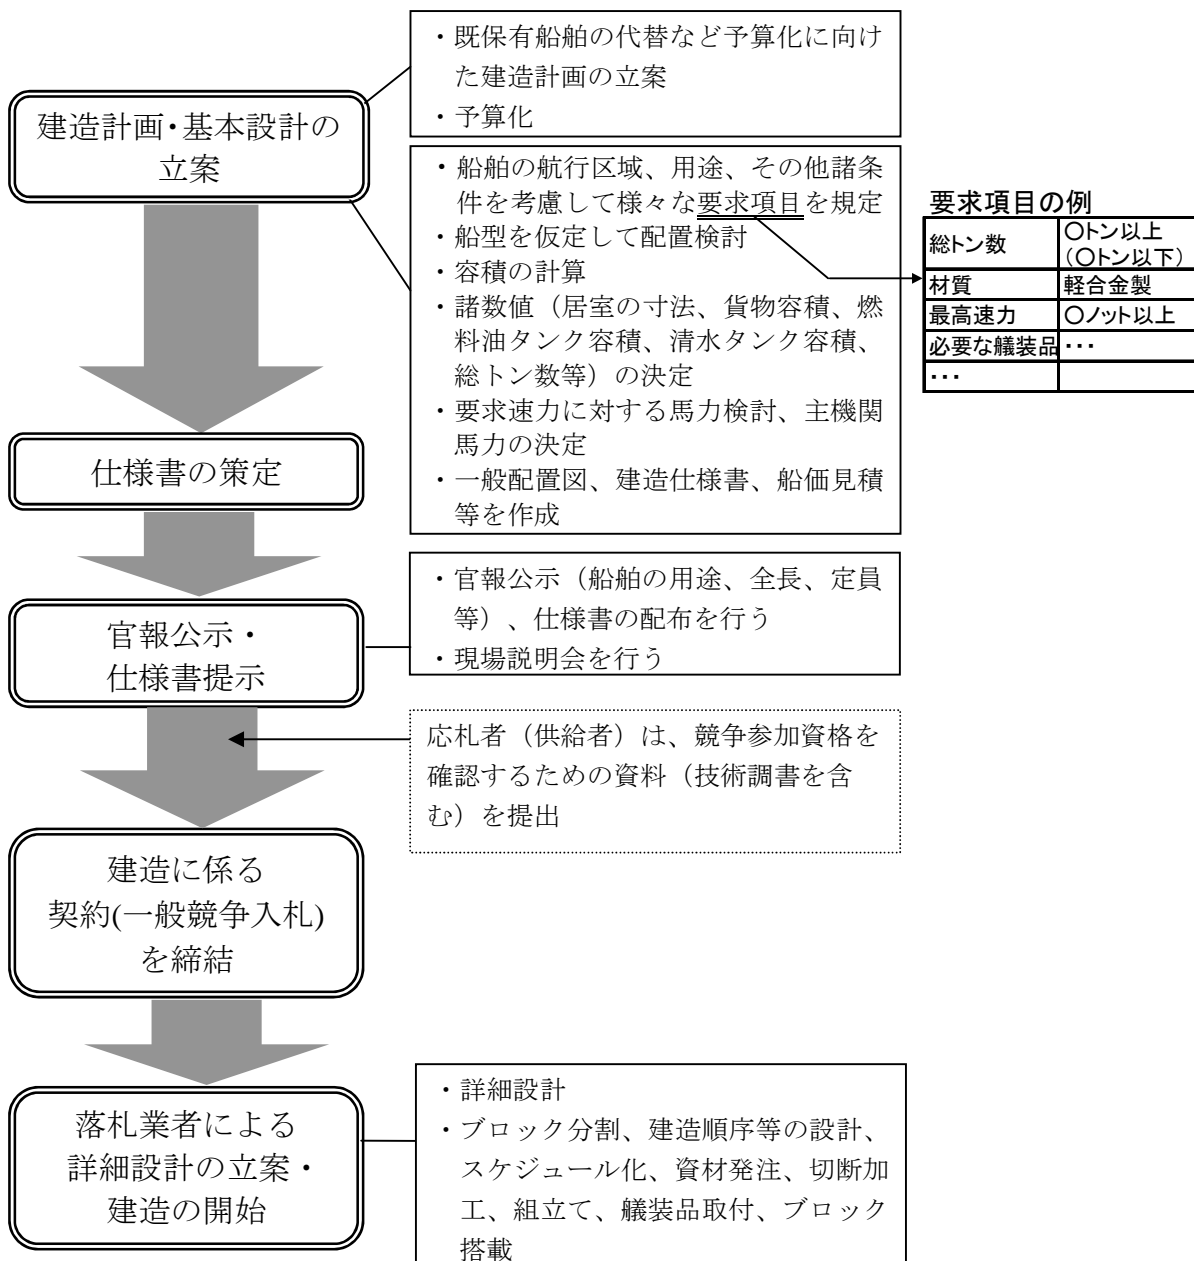 ・既保有船舶の代替など予算化に向け
た建造計画の立案
・予算化
建造計画・基本設計の
立案
・船舶の航行区域、用途、その他諸条
件を考慮して様々な要求項目を規定
・船型を仮定して配置検討
・容積の計算
・諸数値（居室の寸法、貨物容積、燃
料油タンク容積、清水タンク容積、
総トン数等）の決定
・要求速力に対する馬力検討、主機関
馬力の決定
・一般配置図、建造仕様書、船価見積
等を作成
要求項目の例
総トン数 〇トン以上
（〇トン以下）
材質 軽合金製
最高速力 〇ノット以上
必要な艤装品 ・・・
・・・
仕様書の策定
・官報公示（船舶の用途、全長、定員
等）、仕様書の配布を行う
・現場説明会を行う
官報公示・
仕様書提示
応札者（供給者）は、競争参加資格を
確認するための資料（技術調書を含
む）を提出
建造に係る
契約(一般競争入札)
を締結
落札業者による
詳細設計の立案・
建造の開始
・詳細設計
・ブロック分割、建造順序等の設計、
スケジュール化、資材発注、切断加
工、組立て、艤装品取付、ブロック
搭載